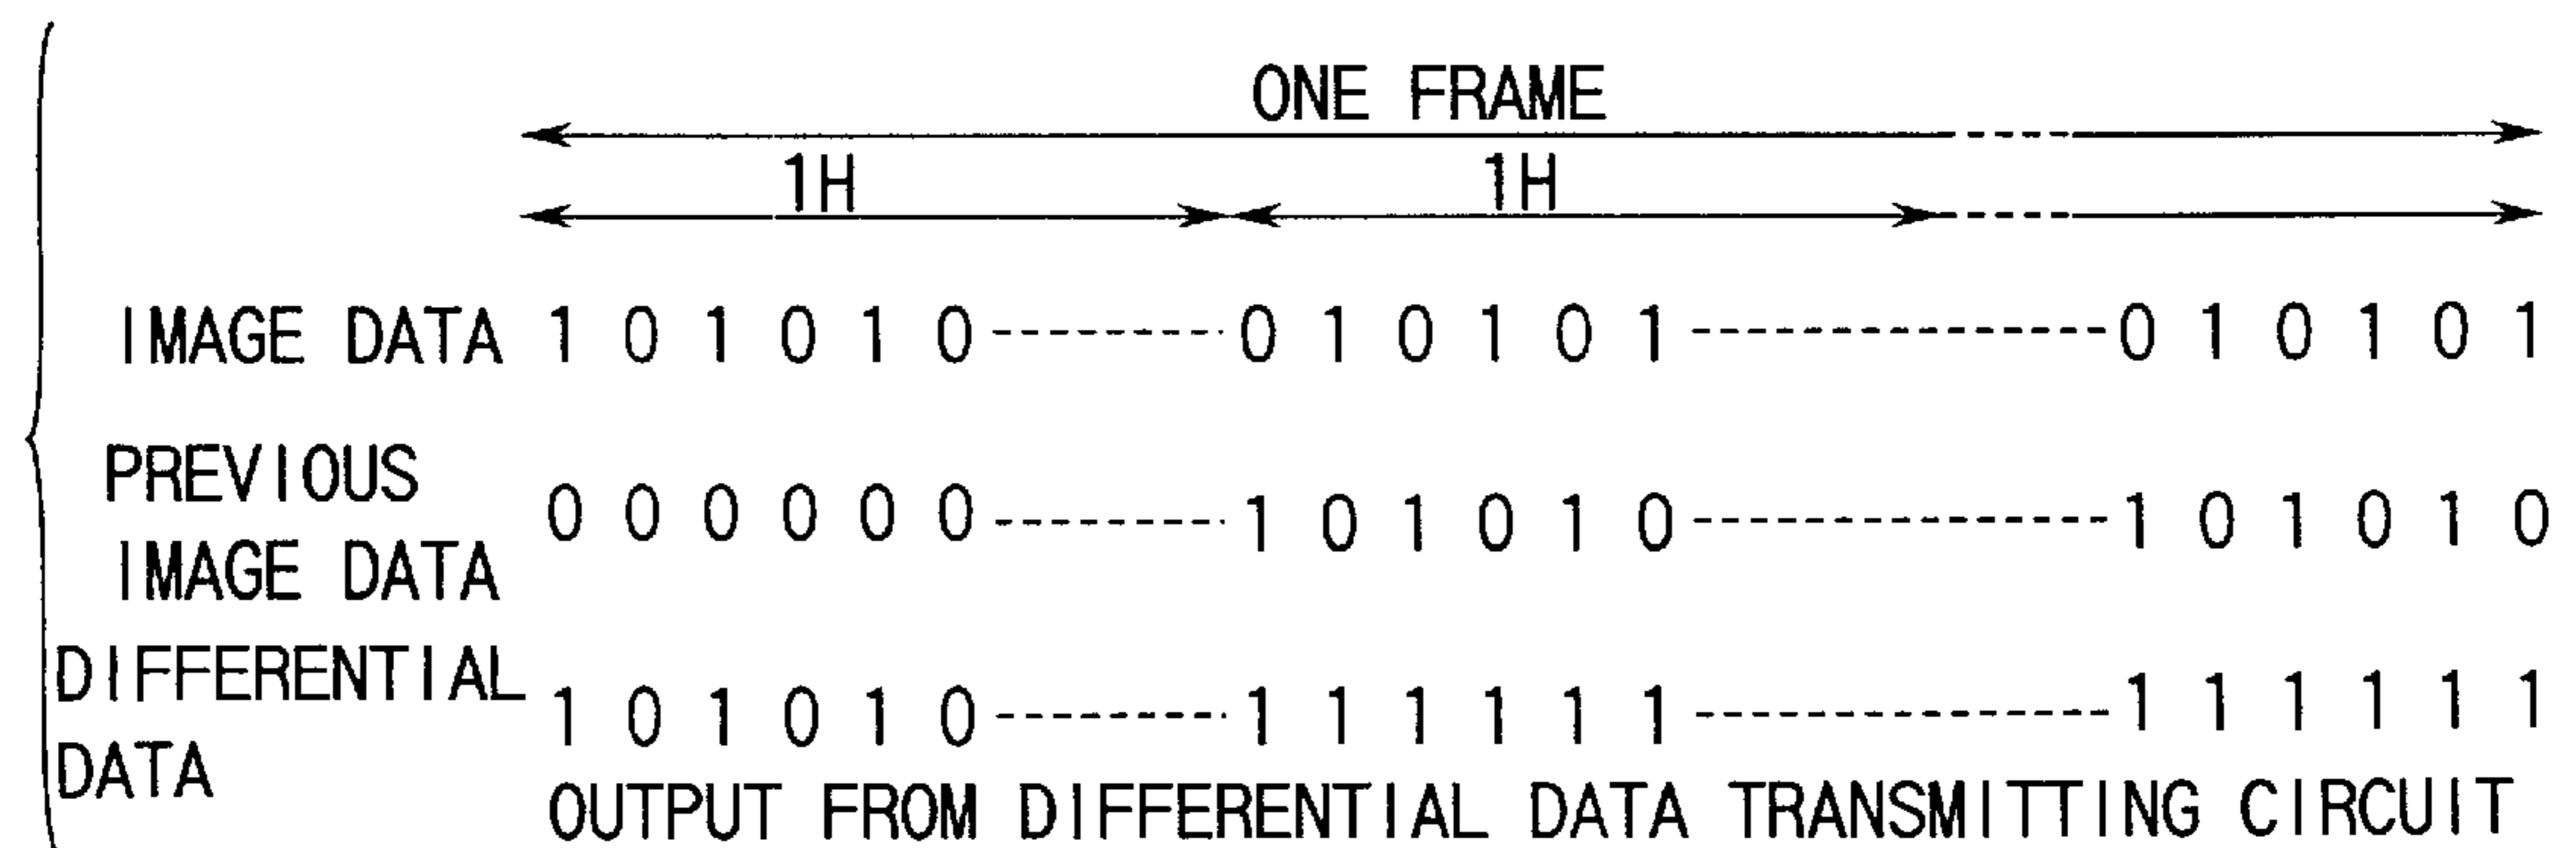 ONE FRAME
1H 1H
IMAGE DATA 1 0 1 0 1 0 --------- 0 1 0 1 0 1 ---------------- 0 1 0 1 0 1
PREVIOUS
IMAGE DATA 0 0 0 0 0 0 --------- 1 0 1 0 1 0 ---------------- 1 0 1 0 1 0
DIFFERENTIAL
DATA 1 0 1 0 1 0 --------- 1 1 1 1 1 1 ---------------- 1 1 1 1 1 1
OUTPUT FROM DIFFERENTIAL DATA TRANSMITTING CIRCUIT